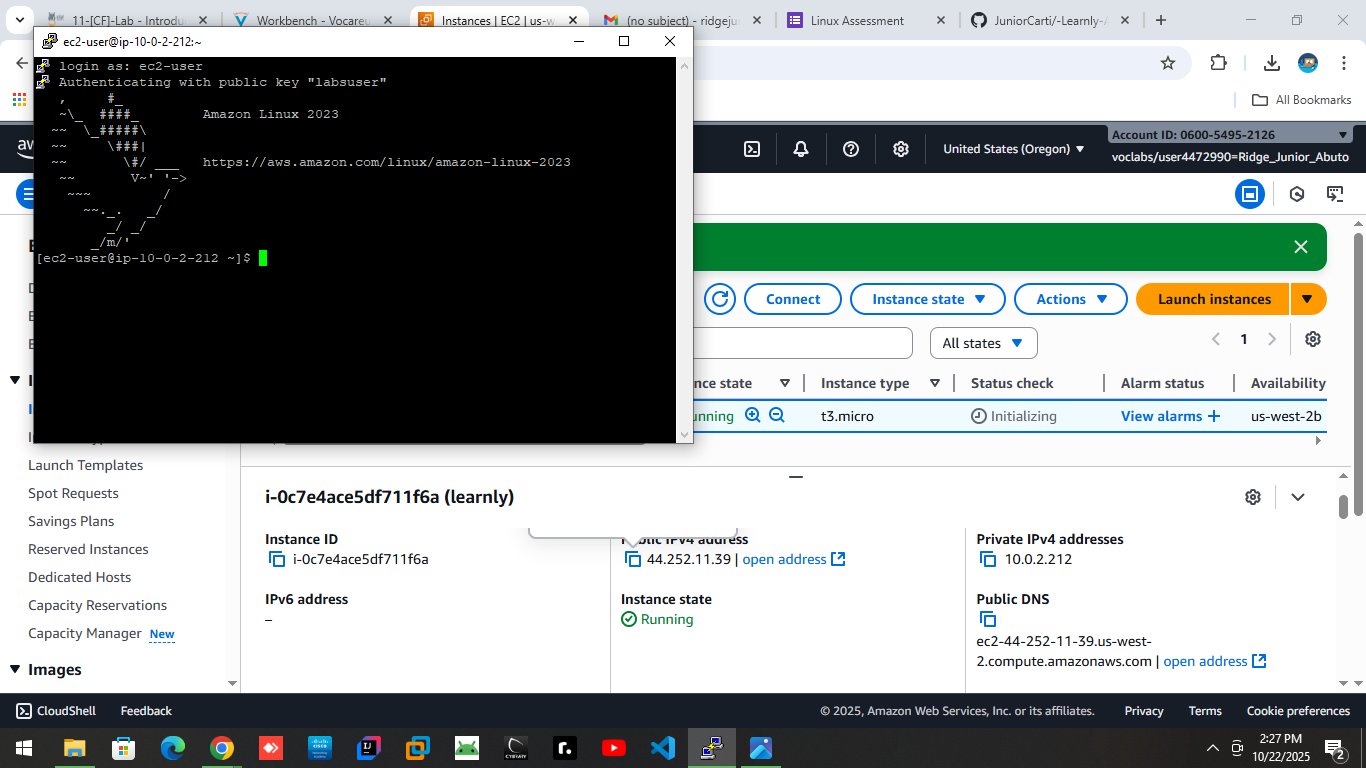 11-[CF]-Lab - Introdu
Workbench - Vocareu
Instances | EC2 | us-w
(no subject) - ridgeju
Linux Assessment
JuniorCarti/-Learnly-A
ec2-user@ip-10-0-2-212:~
login as: ec2-user
Authenticating with public key "labsuser"
   ,     #_
   ~\_  ####_        Amazon Linux 2023
  ~~  \_#####\
  ~~     \###|
  ~~       \#/ ___   https://aws.amazon.com/linux/amazon-linux-2023
   ~~       V~' '->
    ~~~         /
      ~~._.   _/
         _/ _/
       _/m/'
[ec2-user@ip-10-0-2-212 ~]$
All Bookmarks
aw
United States (Oregon)
Account ID: 0600-5495-2126
voclabs/user4472990=Ridge_Junior_Abuto
Connect
Instance state
Actions
Launch instances
All states
1
nce state
Instance type
Status check
Alarm status
Availability
unning
t3.micro
Initializing
View alarms +
us-west-2b
Launch Templates
Spot Requests
Savings Plans
Reserved Instances
Dedicated Hosts
Capacity Reservations
Capacity Manager New
Images
i-0c7e4ace5df711f6a (learnly)
Instance ID
i-0c7e4ace5df711f6a
IPv6 address
–
Public IPv4 address
44.252.11.39 | open address
Instance state
Running
Private IPv4 addresses
10.0.2.212
Public DNS
ec2-44-252-11-39.us-west-
2.compute.amazonaws.com | open address
CloudShell
Feedback
© 2025, Amazon Web Services, Inc. or its affiliates.
Privacy
Terms
Cookie preferences
2:27 PM
10/22/2025
2